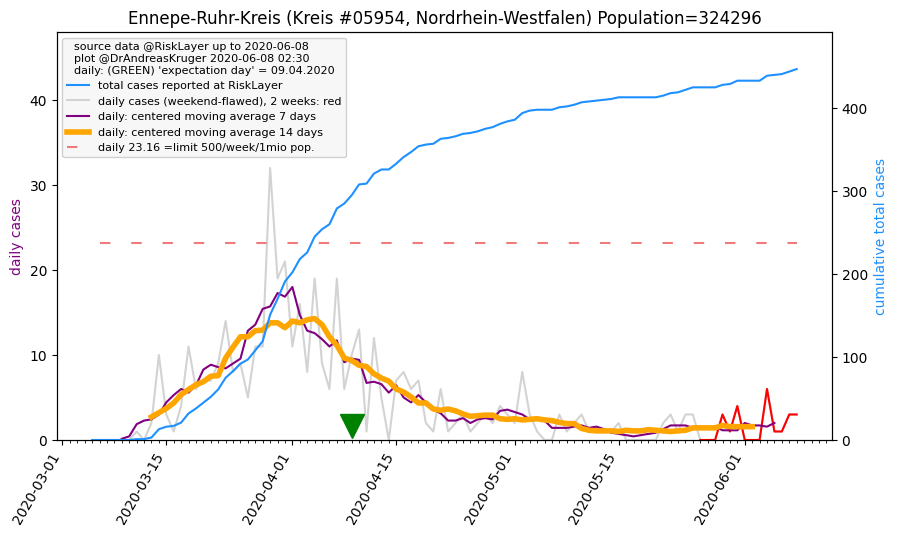 Ennepe-Ruhr-Kreis (Kreis #05954, Nordrhein-Westfalen) Population=324296
source data @RiskLayer up to 2020-06-08
plot @DrAndreasKruger 2020-06-08 02:30
daily: (GREEN) 'expectation day' = 09.04.2020
total cases reported at RiskLayer
daily cases (weekend-flawed), 2 weeks: red
daily: centered moving average 7 days
daily: centered moving average 14 days
daily 23.16 =limit 500/week/1mio pop.
daily cases
40
30
20
10
0
cumulative total cases
400
300
200
100
0
2020-03-01
2020-03-15
2020-04-01
2020-04-15
2020-05-01
2020-05-15
2020-06-01